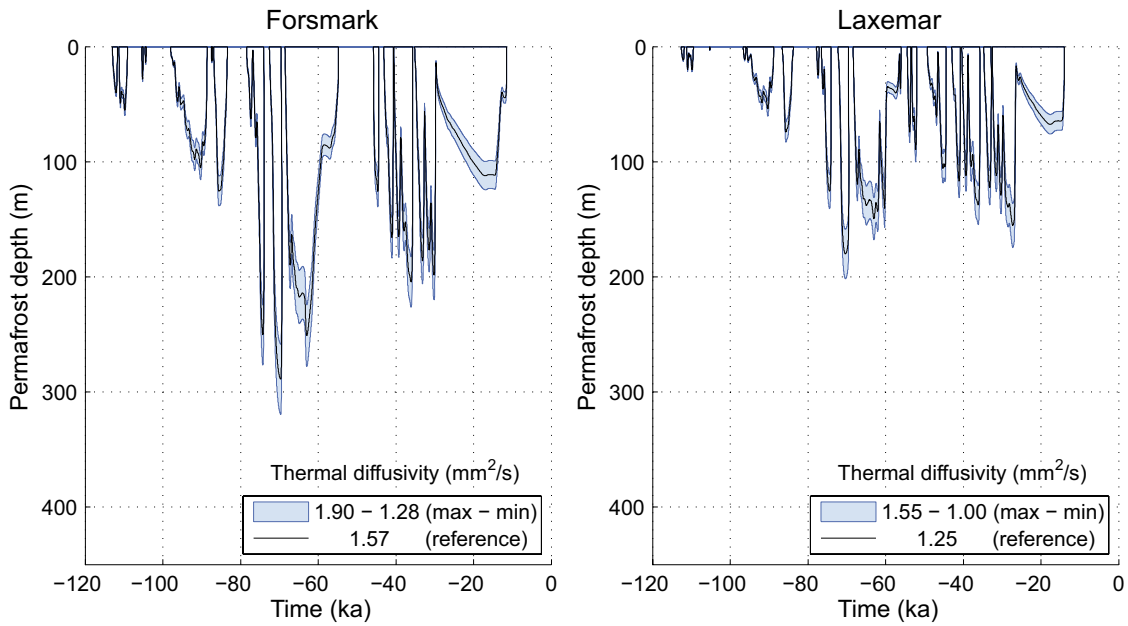 Forsmark
0
100
200
300
400
Permafrost depth (m)
Thermal diffusivity (mm²/s)
1.90 − 1.28 (max − min)
1.57 (reference)
−120 −100 −80 −60 −40 −20 0
Time (ka)
Laxemar
0
100
200
300
400
Permafrost depth (m)
Thermal diffusivity (mm²/s)
1.55 − 1.00 (max − min)
1.25 (reference)
−120 −100 −80 −60 −40 −20 0
Time (ka)